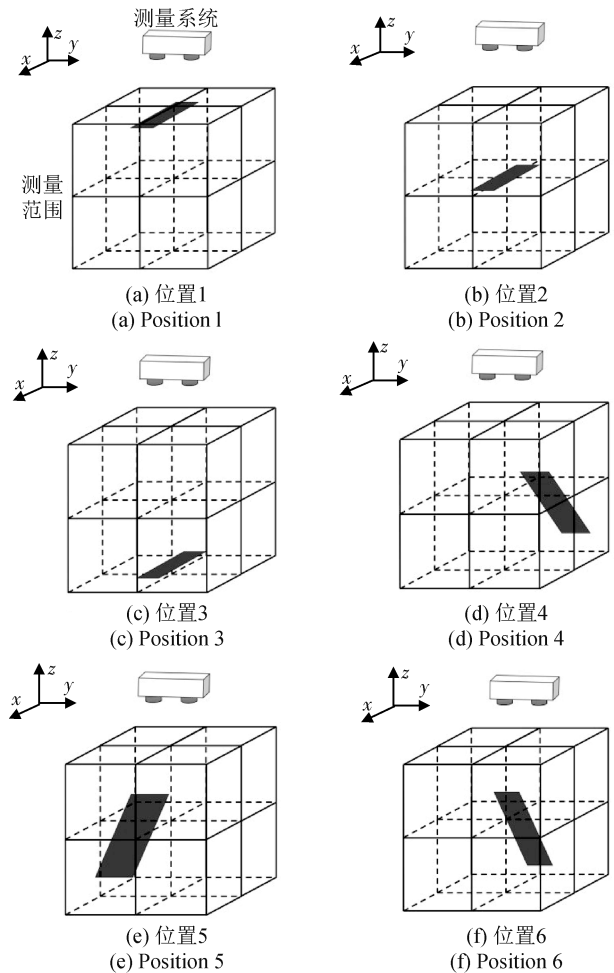 测量系统
z
x
y
z
x
y
测量
范围
(a) 位置1
(a) Position l
(b) 位置2
(b) Position 2
z
x
y
z
x
y
(c) 位置3
(c) Position 3
(d) 位置4
(d) Position 4
z
x
y
z
x
y
(e) 位置5
(e) Position 5
(f) 位置6
(f) Position 6